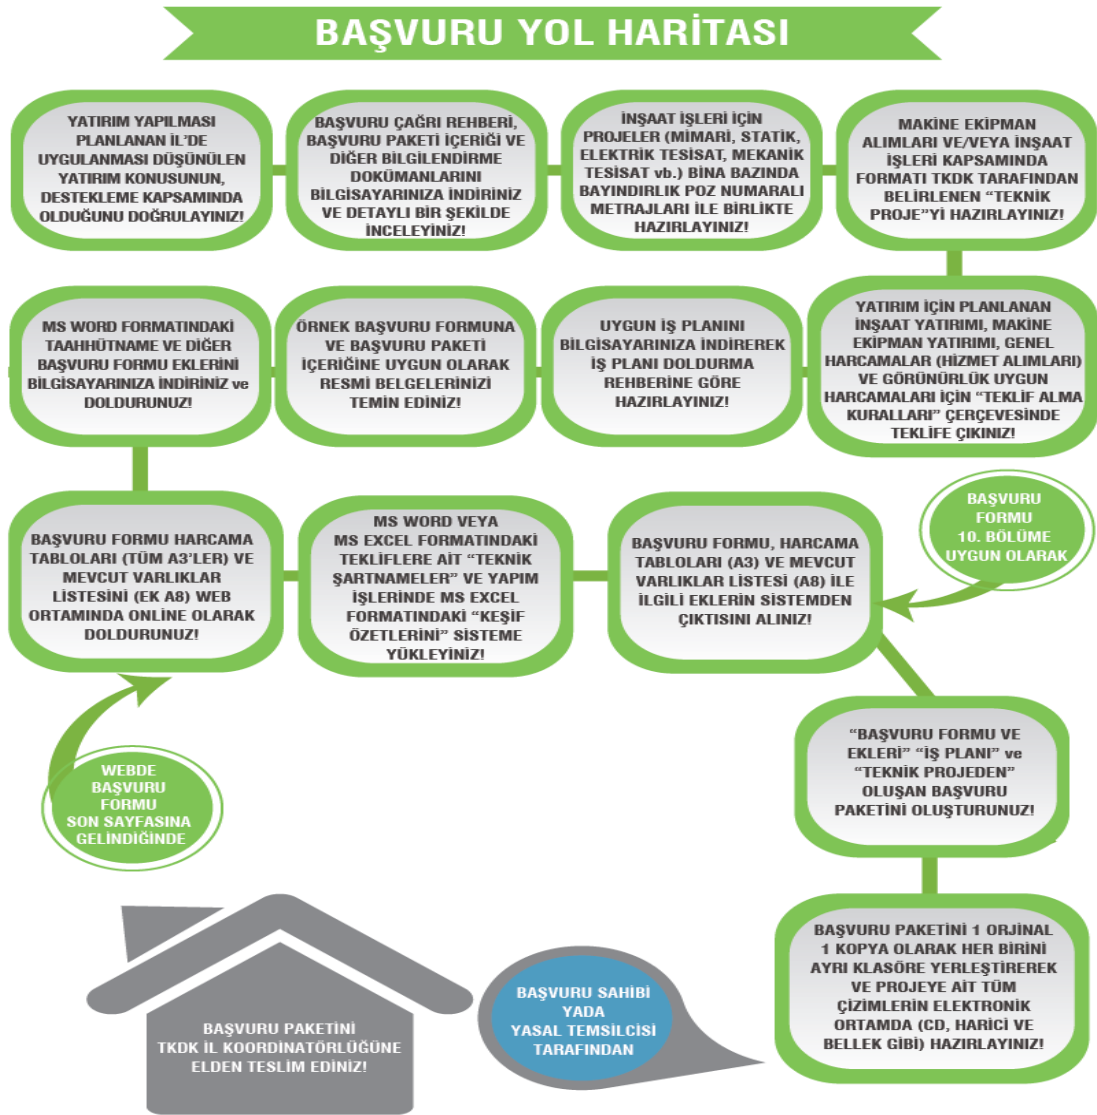 BAŞVURU YOL HARİTASI
YATIRIM YAPILMASI
PLANLANAN İL'DE
UYGULANMASI DÜŞÜNÜLEN
YATIRIM KONUSUNUN,
DESTEKLEME KAPSAMINDA
OLDUĞUNU DOĞRULAYINIZ!
BAŞVURU ÇAĞRI REHBERİ,
BAŞVURU PAKETİ İÇERİĞİ VE
DİĞER BİLGİLENDİRME
DOKÜMANLARINI
BİLGİSAYARINIZA İNDİRİNİZ
VE DETAYLI BİR ŞEKİLDE
İNCELEYİNİZ!
İNŞAAT İŞLERİ İÇİN
PROJELER (MİMARİ, STATİK,
ELEKTRİK TESİSAT, MEKANİK
TESİSAT vb.) BİNA BAZINDA
BAYINDIRLIK POZ NUMARALI
METRAJLARI İLE BİRLİKTE
HAZIRLAYINIZ!
MAKİNE EKİPMAN
ALIMLARI VE/VEYA İNŞAAT
İŞLERİ KAPSAMINDA
FORMATI TKDK TARAFINDAN
BELİRLENEN “TEKNİK
PROJE”Yİ HAZIRLAYINIZ!
YATIRIM İÇİN PLANLANAN
İNŞAAT YATIRIMI, MAKİNE
EKİPMAN YATIRIMI, GENEL
HARCAMALAR (HİZMET ALIMLARI)
VE GÖRÜNÜRLÜK UYGUN
HARCAMALARI İÇİN “TEKLİF ALMA
KURALLARI” ÇERÇEVESİNDE
TEKLİFE ÇIKINIZ!
UYGUN İŞ PLANINI
BİLGİSAYARINIZA İNDİREREK
İŞ PLANI DOLDURMA
REHBERİNE GÖRE
HAZIRLAYINIZ!
ÖRNEK BAŞVURU FORMUNA
VE BAŞVURU PAKETİ
İÇERİĞİNE UYGUN OLARAK
RESMİ BELGELERİNİZİ
TEMİN EDİNİZ!
MS WORD FORMATINDAKİ
TAAHHÜTNAME VE DİĞER
BAŞVURU FORMU EKLERİNİ
BİLGİSAYARINIZA İNDİRİNİZ ve
DOLDURUNUZ!
BAŞVURU FORMU HARCAMA
TABLOLARI (TÜM A3'LER) VE
MEVCUT VARLIKLAR
LİSTESİNİ (EK A8) WEB
ORTAMINDA ONLINE OLARAK
DOLDURUNUZ!
WEBDE
BAŞVURU
FORMU
SON SAYFASINA
GELİNDİĞİNDE
MS WORD VEYA
MS EXCEL FORMATINDAKİ
TEKLİFLERE AİT “TEKNİK
ŞARTNAMELER” VE YAPIM
İŞLERİNDE MS EXCEL
FORMATINDAKİ “KEŞİF
ÖZETLERİNİ” SİSTEME
YÜKLEYİNİZ!
BAŞVURU FORMU, HARCAMA
TABLOLARI (A3) VE MEVCUT
VARLIKLAR LİSTESİ (A8) İLE
İLGİLİ EKLERİN SİSTEMDEN
ÇIKTISINI ALINIZ!
BAŞVURU
FORMU
10. BÖLÜME
UYGUN OLARAK
“BAŞVURU FORMU VE
EKLERİ” “İŞ PLANI” ve
“TEKNİK PROJEDEN”
OLUŞAN BAŞVURU
PAKETİNİ OLUŞTURUNUZ!
BAŞVURU PAKETİNİ 1 ORJİNAL
1 KOPYA OLARAK HER BİRİNİ
AYRI KLASÖRE YERLEŞTİREREK
VE PROJEYE AİT TÜM
ÇİZİMLERİN ELEKTRONİK
ORTAMDA (CD, HARİCİ VE
BELLEK GİBİ) HAZIRLAYINIZ!
BAŞVURU SAHİBİ
YADA
YASAL TEMSİLCİSİ
TARAFINDAN
BAŞVURU PAKETİNİ
TKDK İL KOORDİNATÖRLÜĞÜNE
ELDEN TESLİM EDİNİZ!